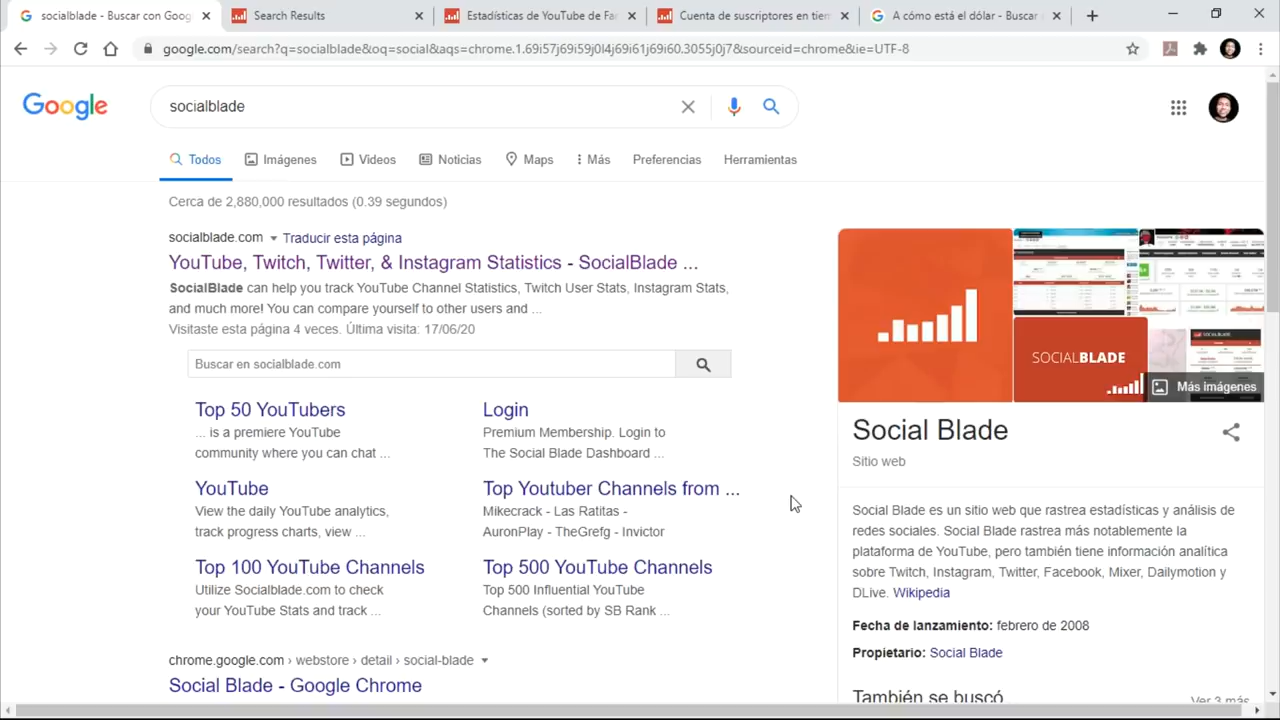 socialblade - Buscar con Goog
Search Results
Estadísticas de YouTube de Fa
Cuenta de suscriptores en tiem
A cómo está el dólar - Buscar
google.com/search?q=socialblade&oq=social&aqs=chrome.1.69i57j69i59j0l4j69i61j69i60.3055j0j7&sourceid=chrome&ie=UTF-8
Google
socialblade
Todos
Imágenes
Videos
Noticias
Maps
Más
Preferencias
Herramientas
Cerca de 2,880,000 resultados (0.39 segundos)
socialblade.com
Traducir esta página
YouTube, Twitch, Twitter, & Instagram Statistics - SocialBlade ...
SocialBlade can help you track YouTube Channel Statistics, Twitch User Stats, Instagram Stats,
and much more! You can compare yourself to other users and ...
Visitaste esta página 4 veces. Última visita: 17/06/20
Buscar en socialblade.com
Top 50 YouTubers
... is a premiere YouTube
community where you can chat ...
Login
Premium Membership. Login to
The Social Blade Dashboard ...
YouTube
View the daily YouTube analytics,
track progress charts, view ...
Top Youtuber Channels from ...
Mikecrack - Las Ratitas -
AuronPlay - TheGrefg - Invictor
Top 100 YouTube Channels
Utilize Socialblade.com to check
your YouTube Stats and track ...
Top 500 YouTube Channels
Top 500 Influential YouTube
Channels (sorted by SB Rank ...
chrome.google.com › webstore › detail › social-blade
Social Blade - Google Chrome
SOCIALBLADE
Más imágenes
Social Blade
Sitio web
Social Blade es un sitio web que rastrea estadísticas y análisis de
redes sociales. Social Blade rastrea más notablemente la
plataforma de YouTube, pero también tiene información analítica
sobre Twitch, Instagram, Twitter, Facebook, Mixer, Dailymotion y
DLive. Wikipedia
Fecha de lanzamiento: febrero de 2008
Propietario: Social Blade
También se buscó
Ver 3 más